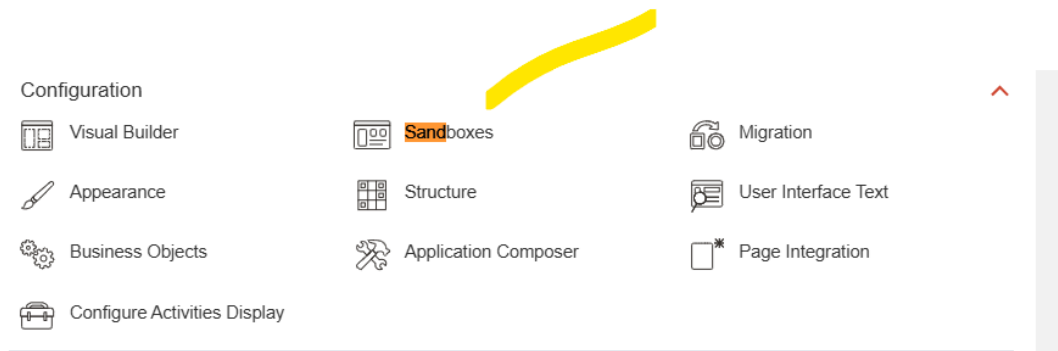 Configuration
Visual Builder
Sandboxes
Migration
Appearance
Structure
User Interface Text
Business Objects
Application Composer
Page Integration
Configure Activities Display